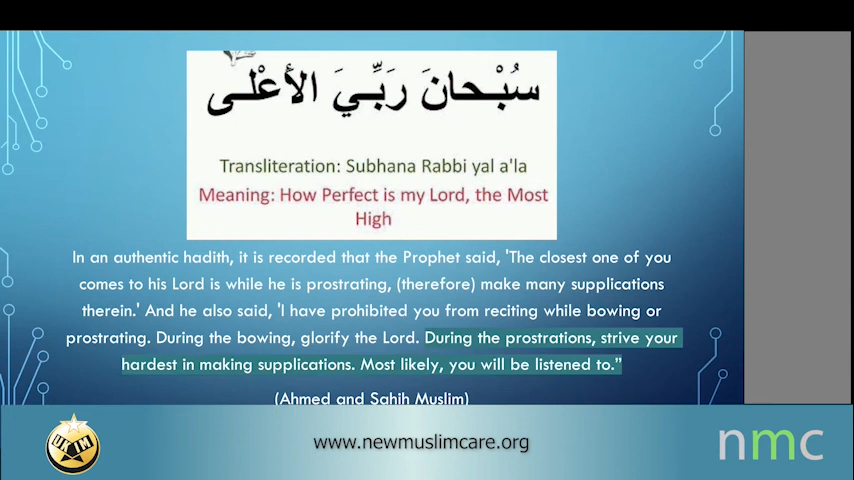 سُبْحانَ رَبِّيَ الأعْلى
Transliteration: Subhana Rabbi yal a'la
Meaning: How Perfect is my Lord, the Most
High
In an authentic hadith, it is recorded that the Prophet said, 'The closest one of you
comes to his Lord is while he is prostrating, (therefore) make many supplications
therein.' And he also said, 'I have prohibited you from reciting while bowing or
prostrating. During the bowing, glorify the Lord. During the prostrations, strive your
hardest in making supplications. Most likely, you will be listened to.”
(Ahmed and Sahih Muslim)
UKIM
www.newmuslimcare.org
nmc